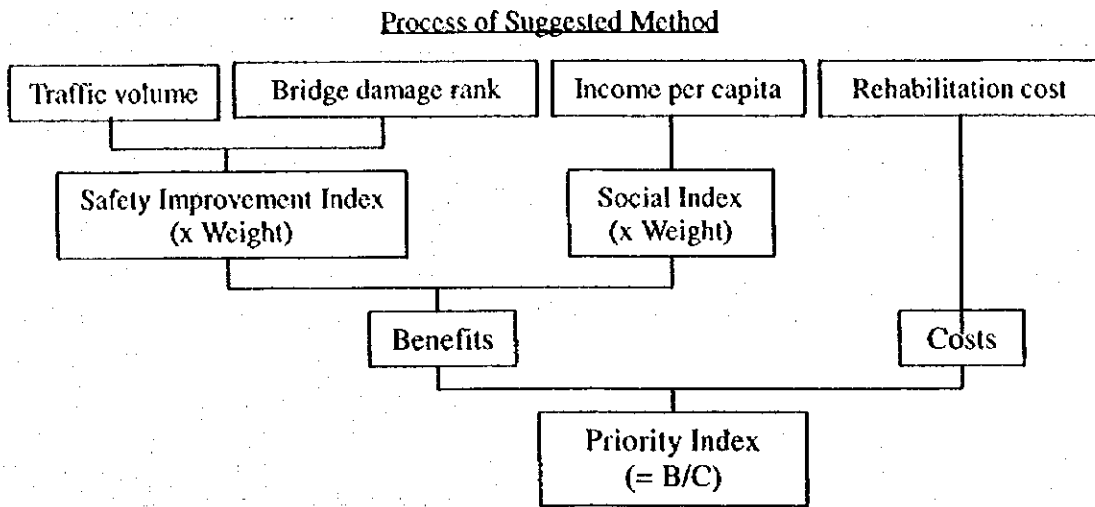 Process of Suggested Method
Traffic volume
Bridge damage rank
Income per capita
Rehabilitation cost
Safety Improvement Index
(x Weight)
Social Index
(x Weight)
Benefits
Costs
Priority Index
(= B/C)